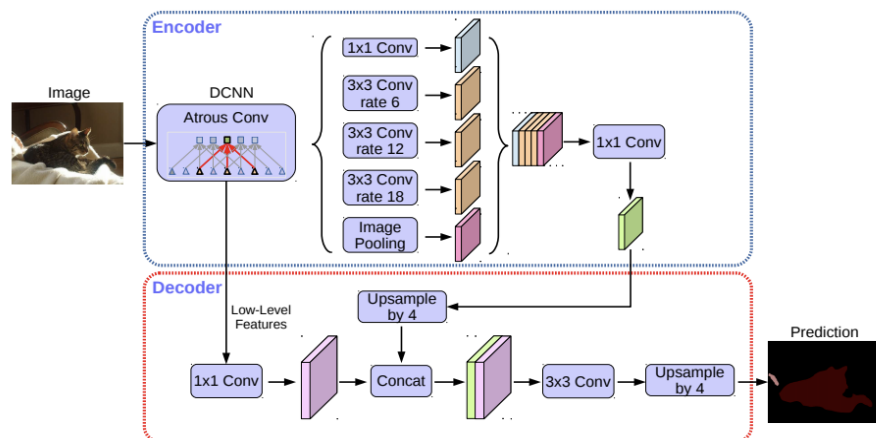 Encoder
Image
DCNN
Atrous Conv
1x1 Conv
3x3 Conv
rate 6
3x3 Conv
rate 12
3x3 Conv
rate 18
Image
Pooling
1x1 Conv
Decoder
Low-Level
Features
Upsample
by 4
1x1 Conv
Concat
3x3 Conv
Upsample
by 4
Prediction